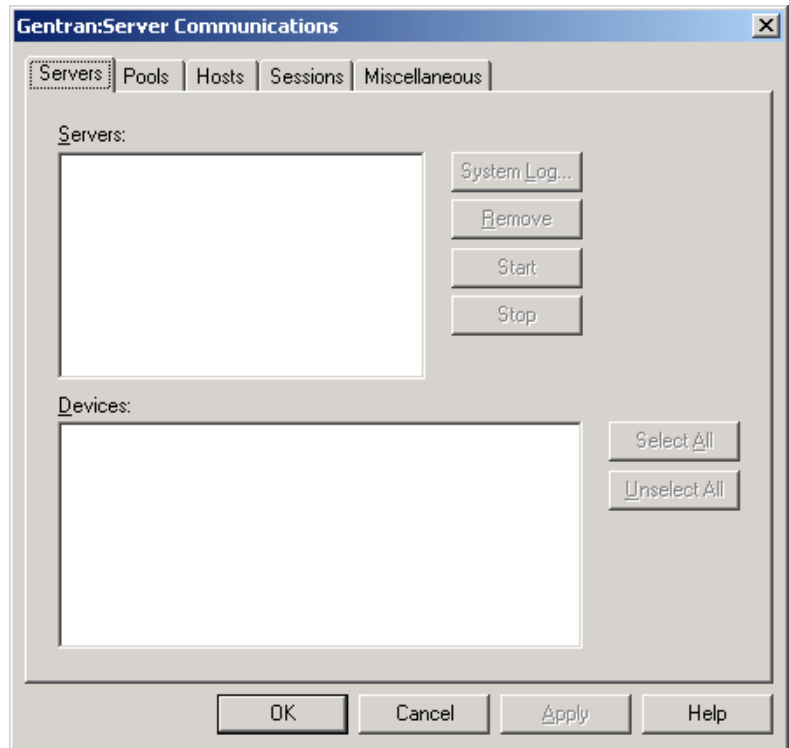 Gentran:Server Communications
Servers Pools Hosts Sessions Miscellaneous
Servers:
System Log...
Remove
Start
Stop
Devices:
Select All
Unselect All
OK Cancel Apply Help